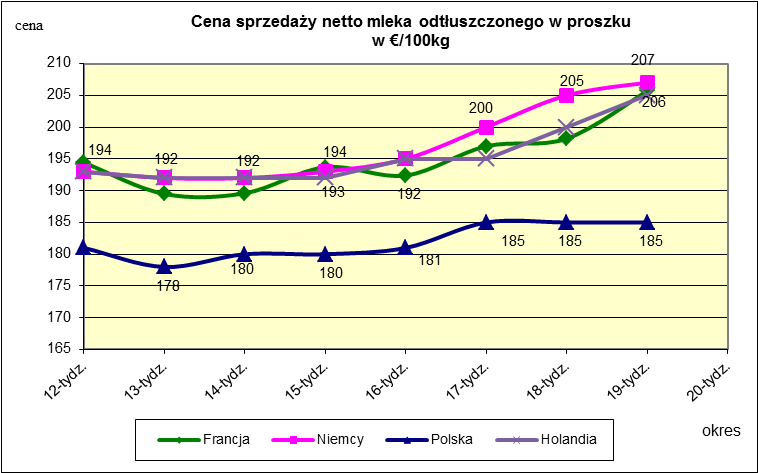 cena
Cena sprzedaży netto mleka odtłuszczonego w proszku
w €/100kg
210
205
200
195
190
185
180
175
170
165
194
192
192
194
193
192
200
205
207
206
178
180
180
181
185
185
185
12-tydz.
13-tydz.
14-tydz.
15-tydz.
16-tydz.
17-tydz.
18-tydz.
19-tydz.
20-tydz.
okres
Francja Niemcy Polska Holandia